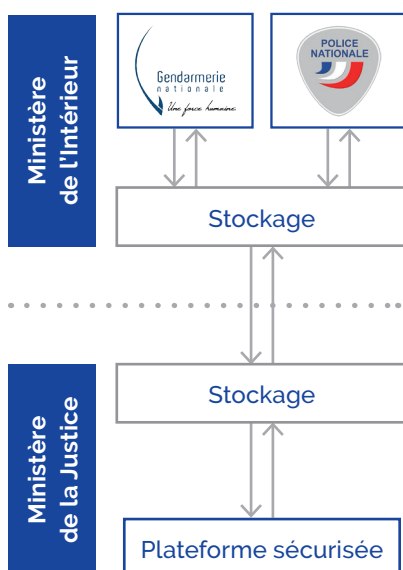 Ministère
de l'Intérieur
Gendarmerie
nationale
Une force humaine.
POLICE
NATIONALE
Stockage
Ministère
de la Justice
Stockage
Plateforme sécurisée